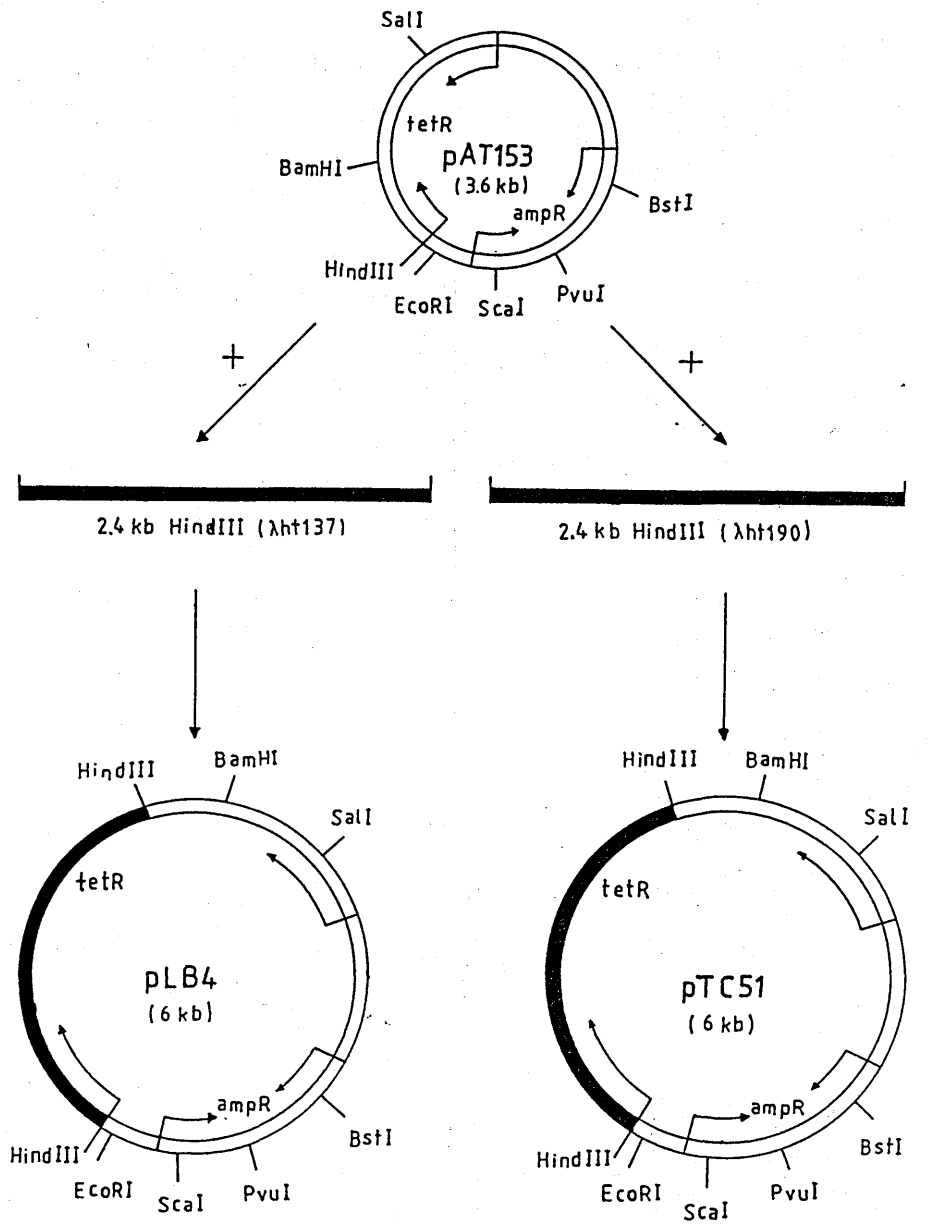 SalI
tetR
pAT153
(3.6 kb)
BamHI
BstI
ampR
HindIII
EcoRI
ScaI
PvuI
+
+
2.4 kb HindIII (λht137)
2.4 kb HindIII (λht190)
HindIII
BamHI
SalI
tetR
pLB4
(6 kb)
ampR
BstI
HindIII
EcoRI
ScaI
PvuI
HindIII
BamHI
SalI
tetR
pTC51
(6 kb)
ampR
BstI
HindIII
EcoRI
ScaI
PvuI